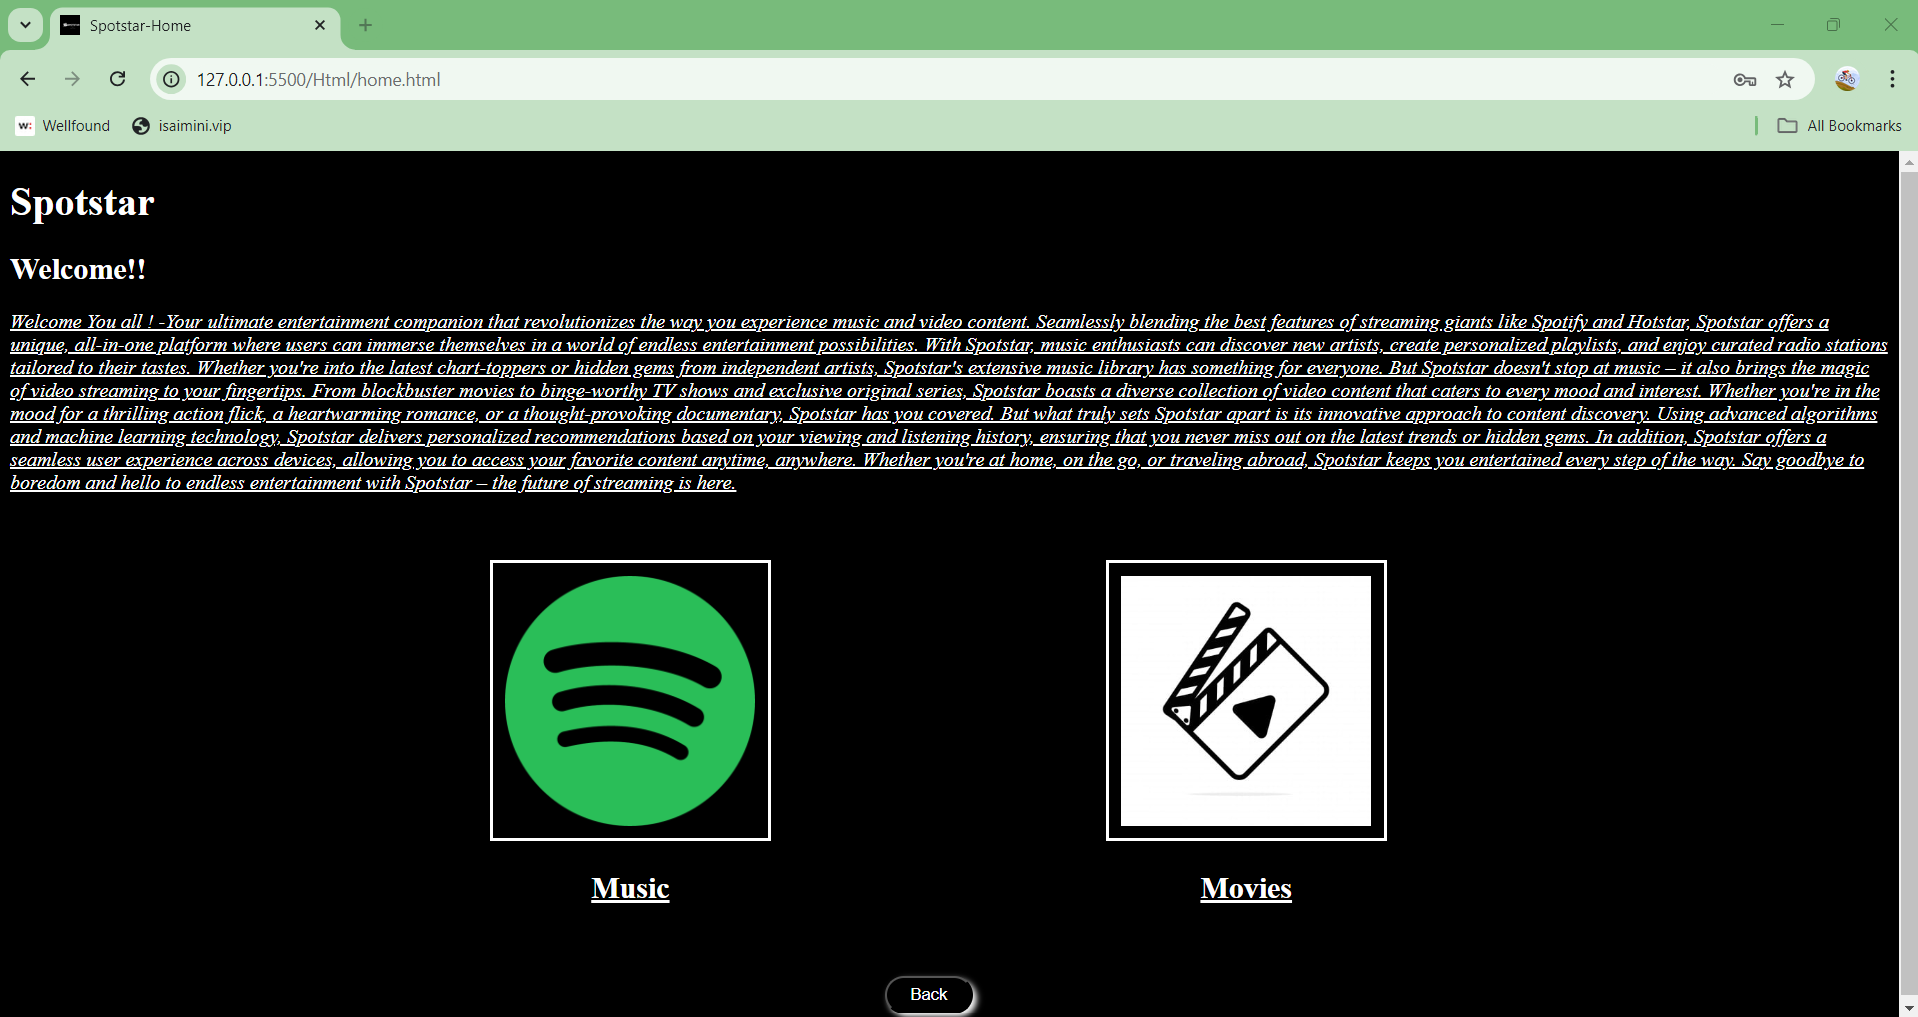 Spotstar-Home
127.0.0.1:5500/Html/home.html
Wellfound
isaimini.vip
All Bookmarks
Spotstar
Welcome!!
Welcome You all ! -Your ultimate entertainment companion that revolutionizes the way you experience music and video content. Seamlessly blending the best features of streaming giants like Spotify and Hotstar, Spotstar offers a
unique, all-in-one platform where users can immerse themselves in a world of endless entertainment possibilities. With Spotstar, music enthusiasts can discover new artists, create personalized playlists, and enjoy curated radio stations
tailored to their tastes. Whether you're into the latest chart-toppers or hidden gems from independent artists, Spotstar's extensive music library has something for everyone. But Spotstar doesn't stop at music – it also brings the magic
of video streaming to your fingertips. From blockbuster movies to binge-worthy TV shows and exclusive original series, Spotstar boasts a diverse collection of video content that caters to every mood and interest. Whether you're in the
mood for a thrilling action flick, a heartwarming romance, or a thought-provoking documentary, Spotstar has you covered. But what truly sets Spotstar apart is its innovative approach to content discovery. Using advanced algorithms
and machine learning technology, Spotstar delivers personalized recommendations based on your viewing and listening history, ensuring that you never miss out on the latest trends or hidden gems. In addition, Spotstar offers a
seamless user experience across devices, allowing you to access your favorite content anytime, anywhere. Whether you're at home, on the go, or traveling abroad, Spotstar keeps you entertained every step of the way. Say goodbye to
boredom and hello to endless entertainment with Spotstar – the future of streaming is here.
Music
Movies
Back